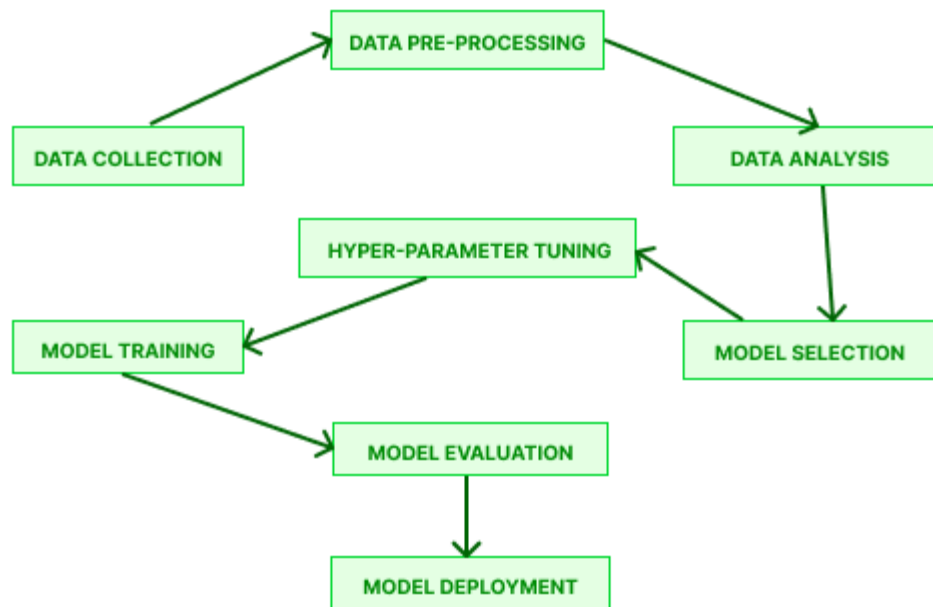 DATA PRE-PROCESSING
DATA COLLECTION
DATA ANALYSIS
HYPER-PARAMETER TUNING
MODEL TRAINING
MODEL SELECTION
MODEL EVALUATION
MODEL DEPLOYMENT